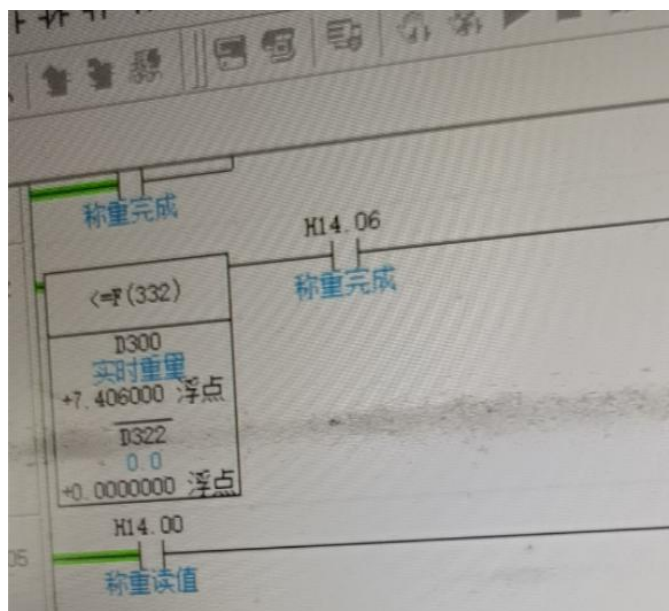 称重完成
H14.06
称重完成
<=F(332)
D300
实时重量
+7.406000 浮点
D322
0.0
+0.0000000 浮点
H14.00
05
称重读值